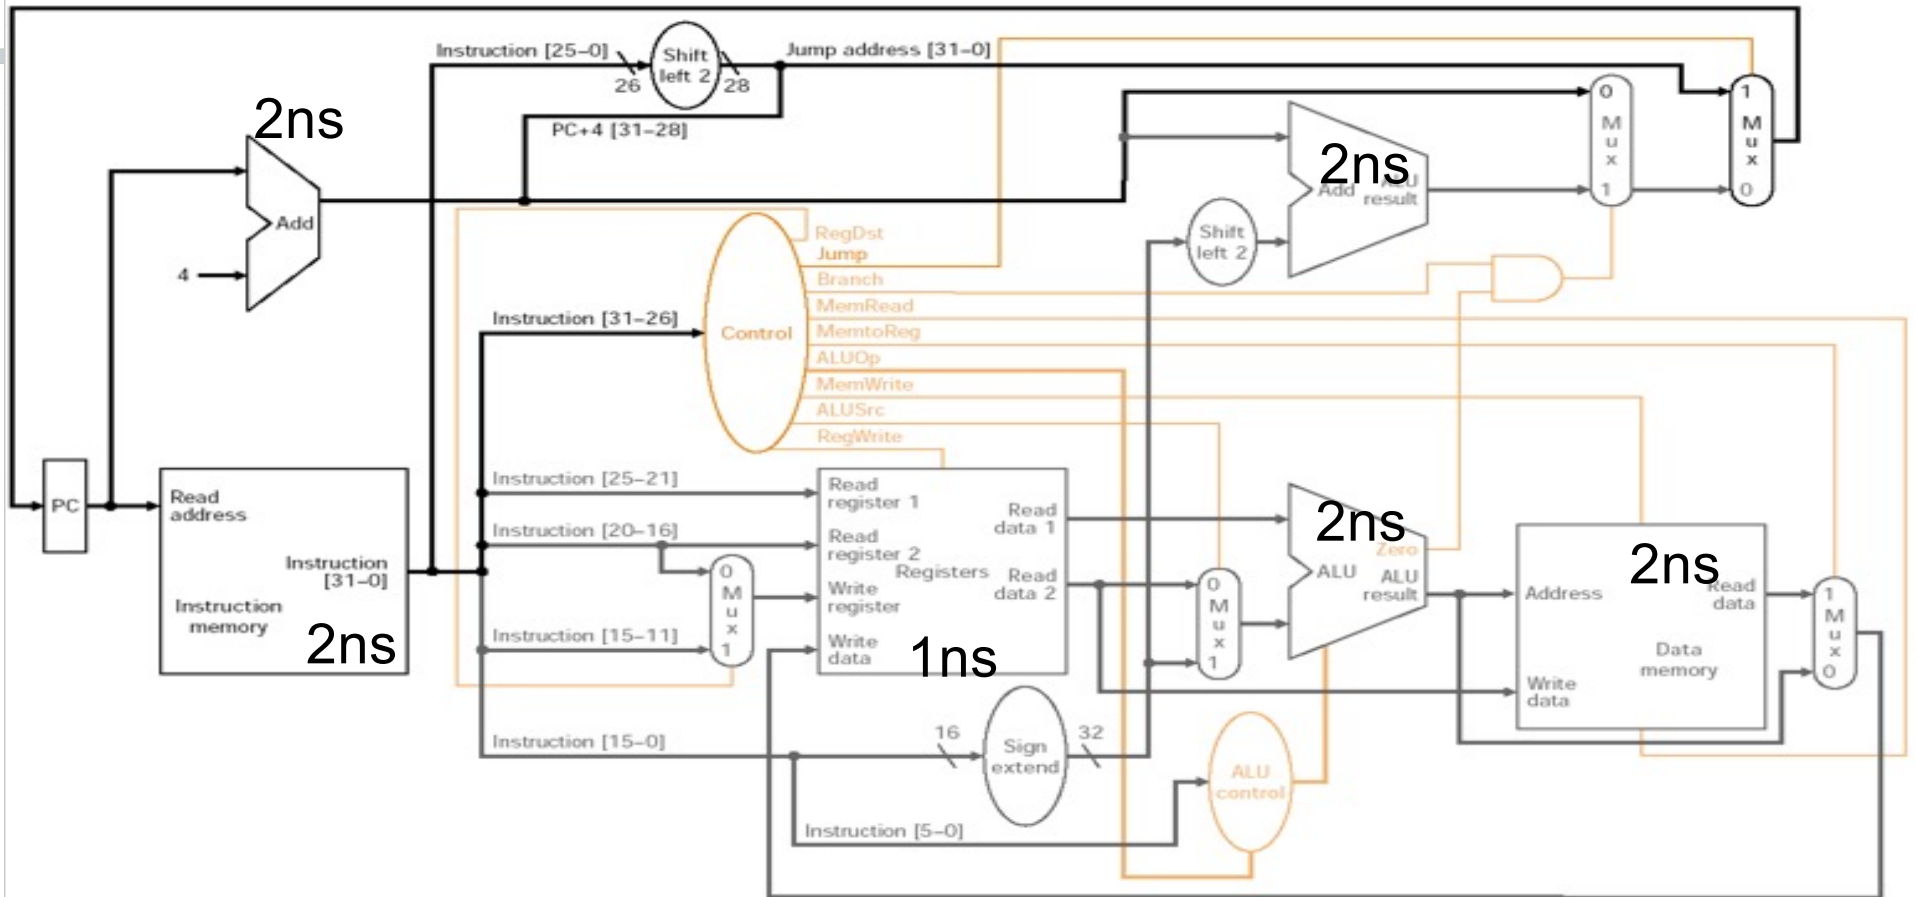 Instruction [25–0]
26
Shift
left 2
28
Jump address [31–0]
PC+4 [31–28]
2ns
Add
4
0
M
u
x
1
1
M
u
x
0
2ns
Add ALU
result
Shift
left 2
RegDst
Jump
Branch
MemRead
MemtoReg
ALUOp
MemWrite
ALUSrc
RegWrite
Control
Instruction [31–26]
PC
Read
address
Instruction
[31–0]
Instruction
memory
2ns
Instruction [25–21]
Instruction [20–16]
Instruction [15–11]
0
M
u
x
1
Read
register 1
Read
register 2
Write
register
Write
data
Registers
Read
data 1
Read
data 2
1ns
0
M
u
x
1
2ns
Zero
ALU
ALU
result
Address
Write
data
2ns
Read
data
Data
memory
1
M
u
x
0
Instruction [15–0]
16
Sign
extend
32
ALU
control
Instruction [5–0]